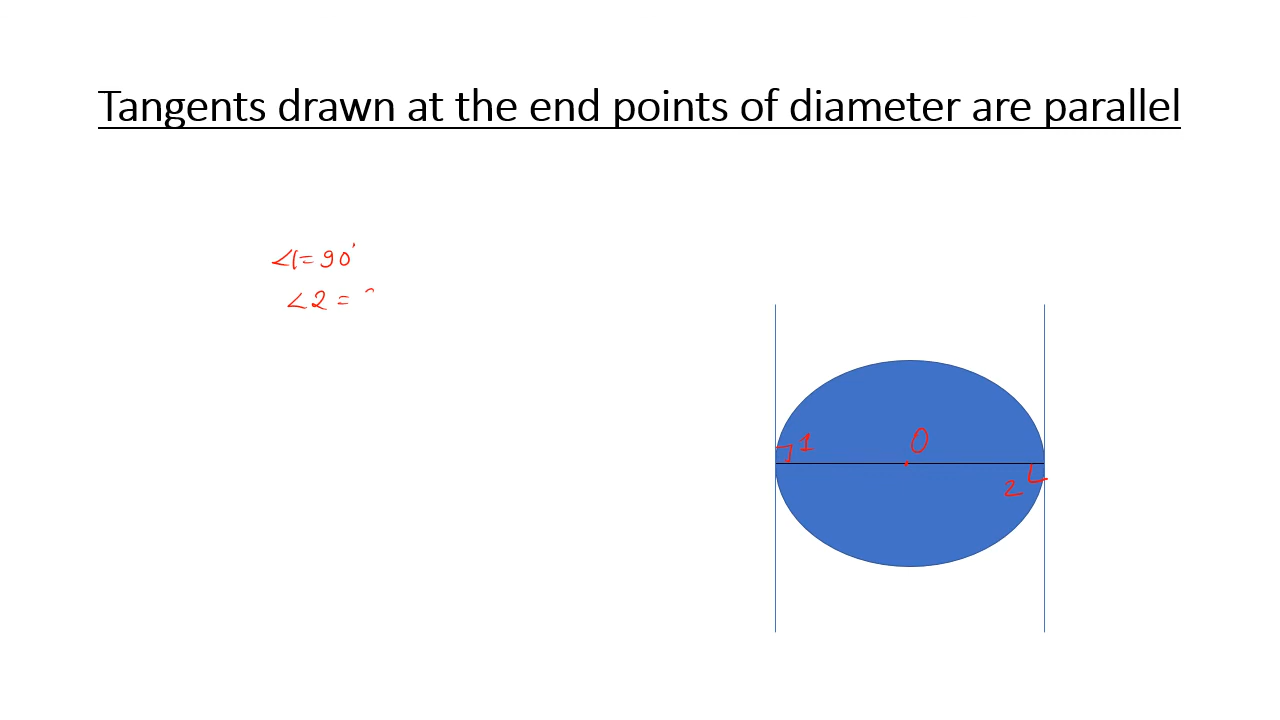 Tangents drawn at the end points of diameter are parallel
∠1=90°
∠2=
1
O
2